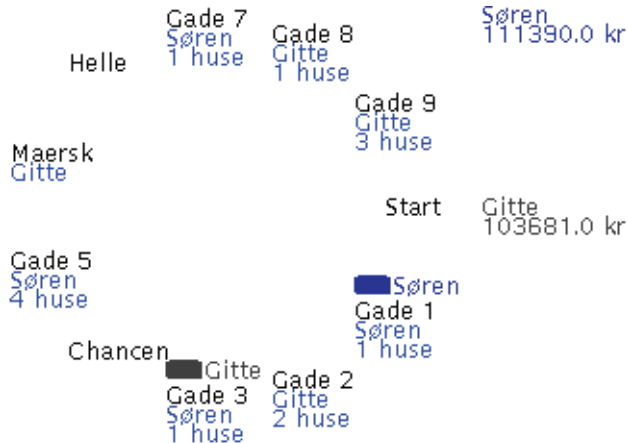 Gade 7
Søren
1 huse
Gade 8
Gitte
1 huse
Søren
111390.0 kr
Helle
Gade 9
Gitte
3 huse
Maersk
Gitte
Start
Gitte
103681.0 kr
Gade 5
Søren
4 huse
Søren
Gade 1
Søren
1 huse
Chancen
Gitte
Gade 3
Søren
1 huse
Gade 2
Gitte
2 huse